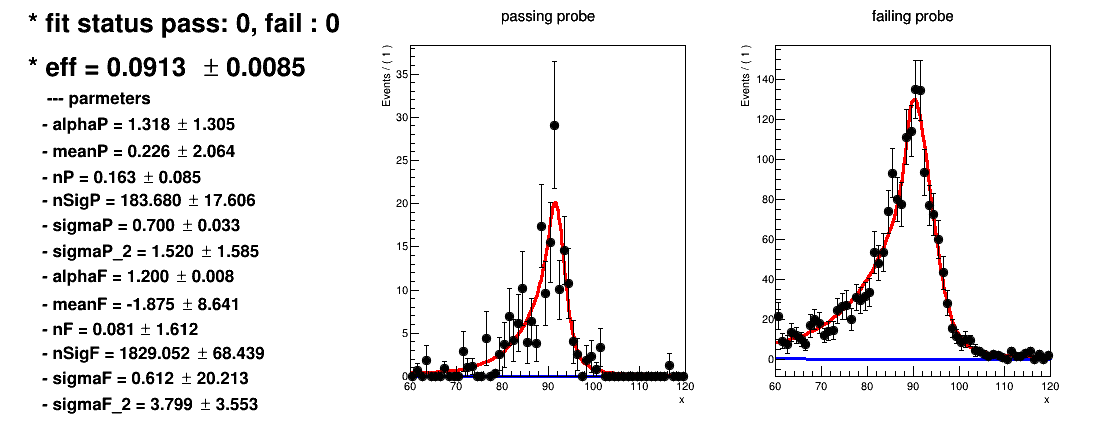 * fit status pass: 0, fail : 0
* eff = 0.0913 ± 0.0085
--- parmeters
- alphaP = 1.318 ± 1.305
- meanP = 0.226 ± 2.064
- nP = 0.163 ± 0.085
- nSigP = 183.680 ± 17.606
- sigmaP = 0.700 ± 0.033
- sigmaP_2 = 1.520 ± 1.585
- alphaF = 1.200 ± 0.008
- meanF = -1.875 ± 8.641
- nF = 0.081 ± 1.612
- nSigF = 1829.052 ± 68.439
- sigmaF = 0.612 ± 20.213
- sigmaF_2 = 3.799 ± 3.553
passing probe
Events / ( 1 )
35
30
25
20
15
10
5
0
60 70 80 90 100 110 120
x
failing probe
Events / ( 1 )
140
120
100
80
60
40
20
0
60 70 80 90 100 110 120
x